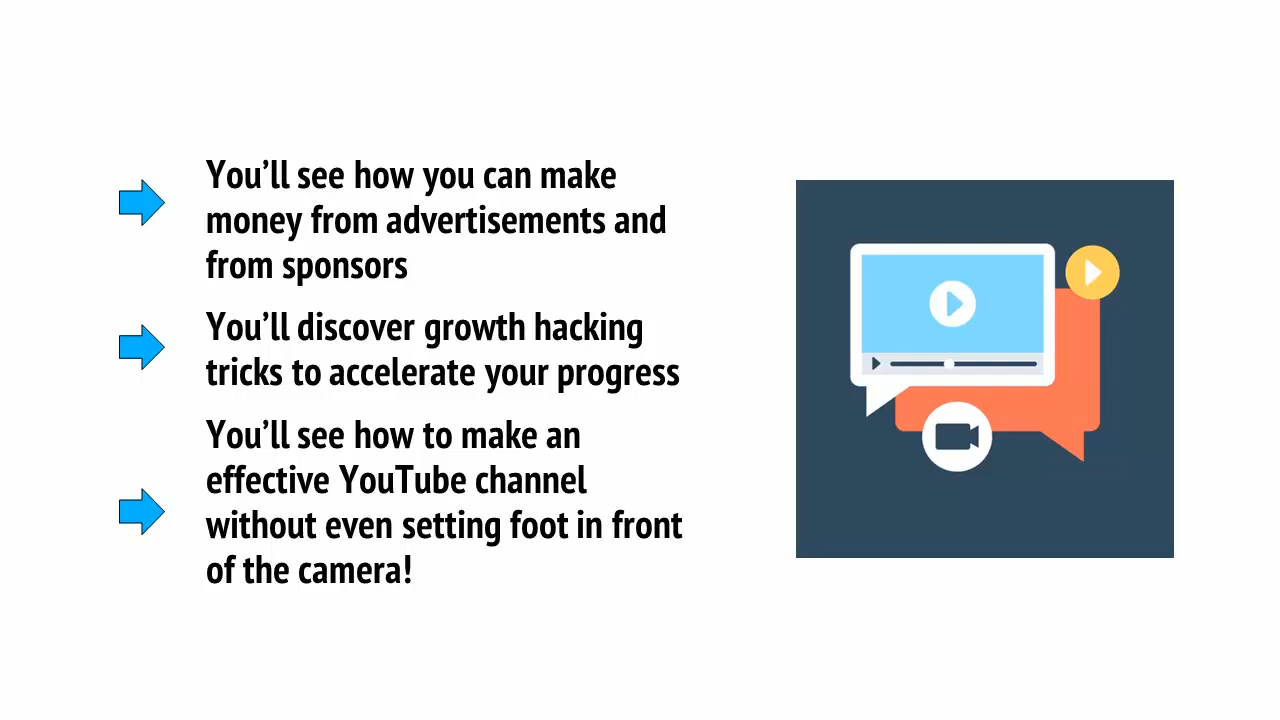 You’ll see how you can make
money from advertisements and
from sponsors
You’ll discover growth hacking
tricks to accelerate your progress
You’ll see how to make an
effective YouTube channel
without even setting foot in front
of the camera!